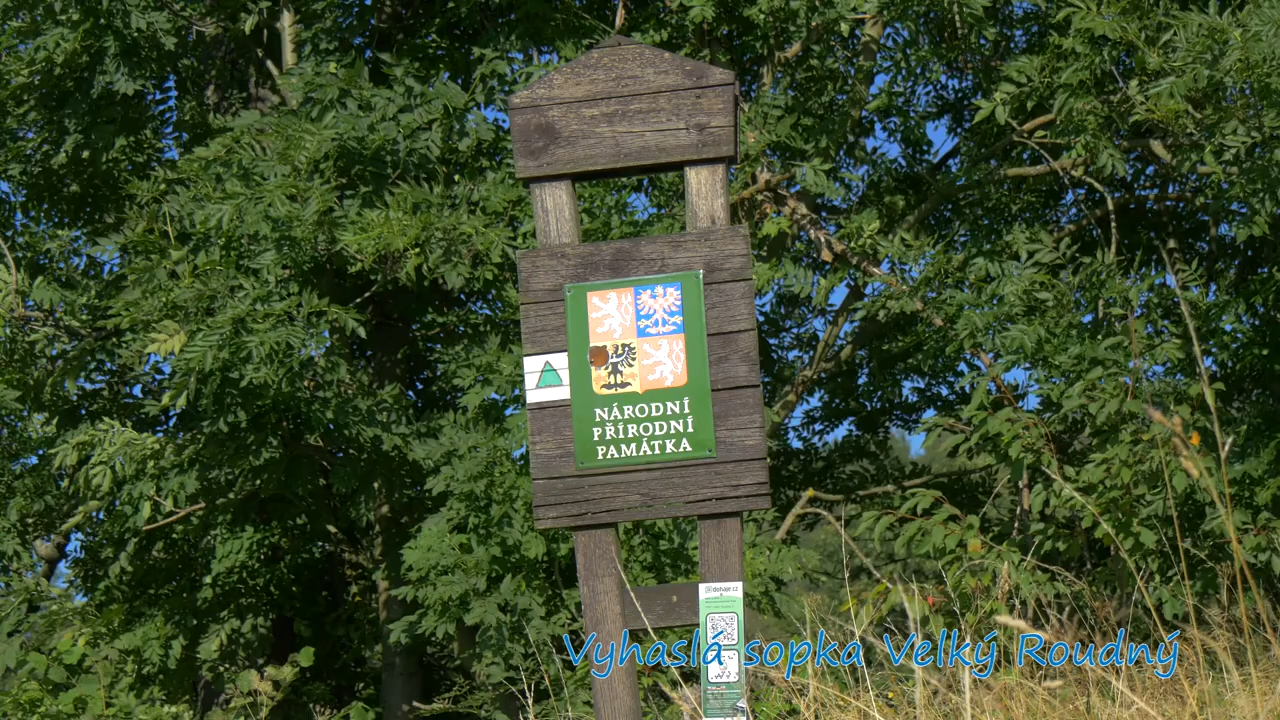 NÁRODNÍ
PŘÍRODNÍ
PAMÁTKA
dohaje.cz
Vyhaslá sopka Velký Roudný